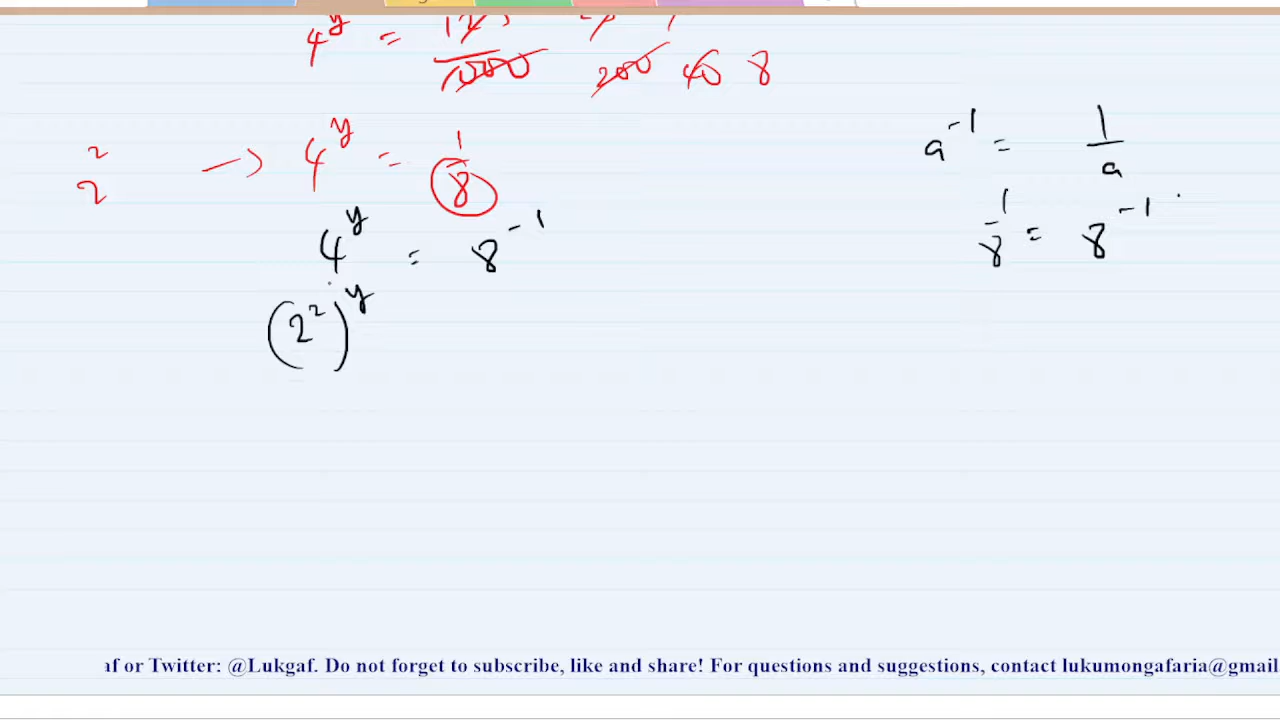 4^y = 125/1000 200 40 8
2^2 → 4^y = 1/8
a^-1 = 1/a
4^y = 8^-1
1/8 = 8^-1
(2^2)^y
af or Twitter: @Lukgaf. Do not forget to subscribe, like and share! For questions and suggestions, contact lukumongafaria@gmail